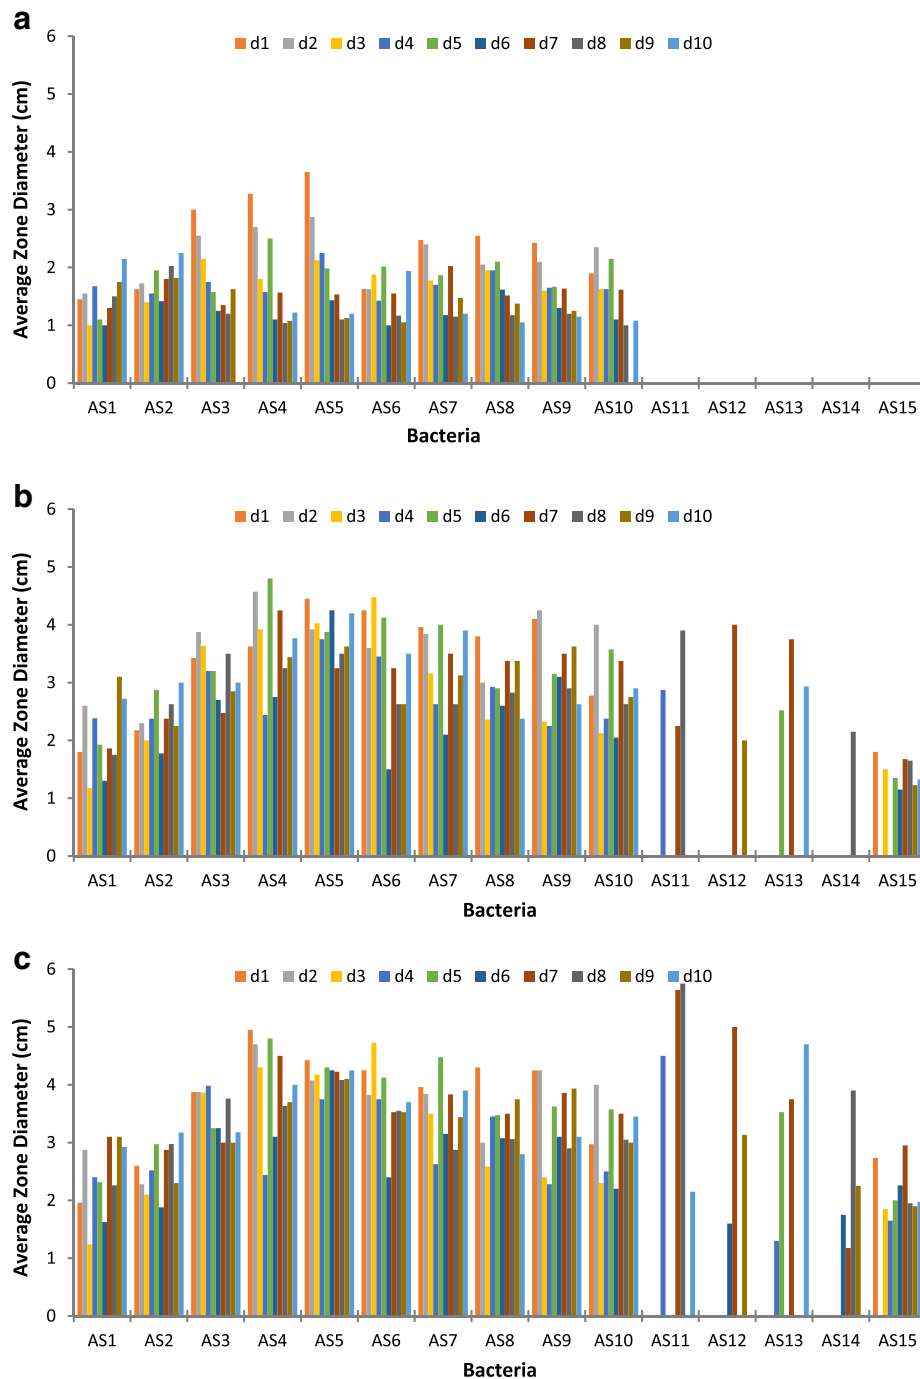 a
Average Zone Diameter (cm)
6
5
4
3
2
1
0
d1 d2 d3 d4 d5 d6 d7 d8 d9 d10
AS1 AS2 AS3 AS4 AS5 AS6 AS7 AS8 AS9 AS10 AS11 AS12 AS13 AS14 AS15
Bacteria
b
Average Zone Diameter (cm)
6
5
4
3
2
1
0
d1 d2 d3 d4 d5 d6 d7 d8 d9 d10
AS1 AS2 AS3 AS4 AS5 AS6 AS7 AS8 AS9 AS10 AS11 AS12 AS13 AS14 AS15
Bacteria
c
Average Zone Diameter (cm)
6
5
4
3
2
1
0
d1 d2 d3 d4 d5 d6 d7 d8 d9 d10
AS1 AS2 AS3 AS4 AS5 AS6 AS7 AS8 AS9 AS10 AS11 AS12 AS13 AS14 AS15
Bacteria